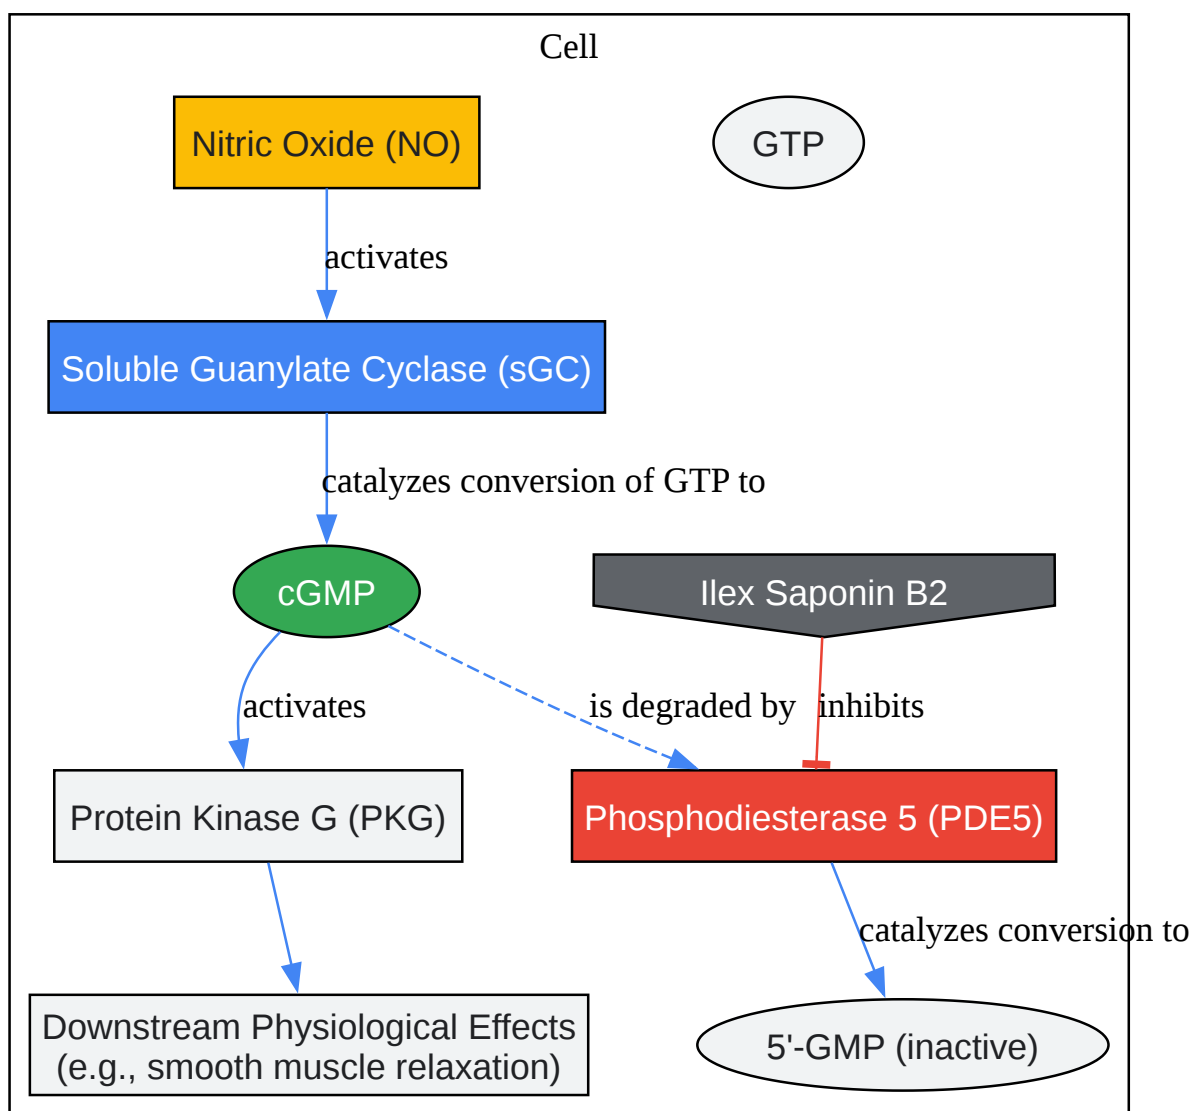 Cell
Nitric Oxide (NO)
GTP
activates
Soluble Guanylate Cyclase (sGC)
catalyzes conversion of GTP to
cGMP
Ilex Saponin B2
activates
is degraded by
inhibits
Protein Kinase G (PKG)
Phosphodiesterase 5 (PDE5)
catalyzes conversion to
Downstream Physiological Effects
(e.g., smooth muscle relaxation)
5'-GMP (inactive)